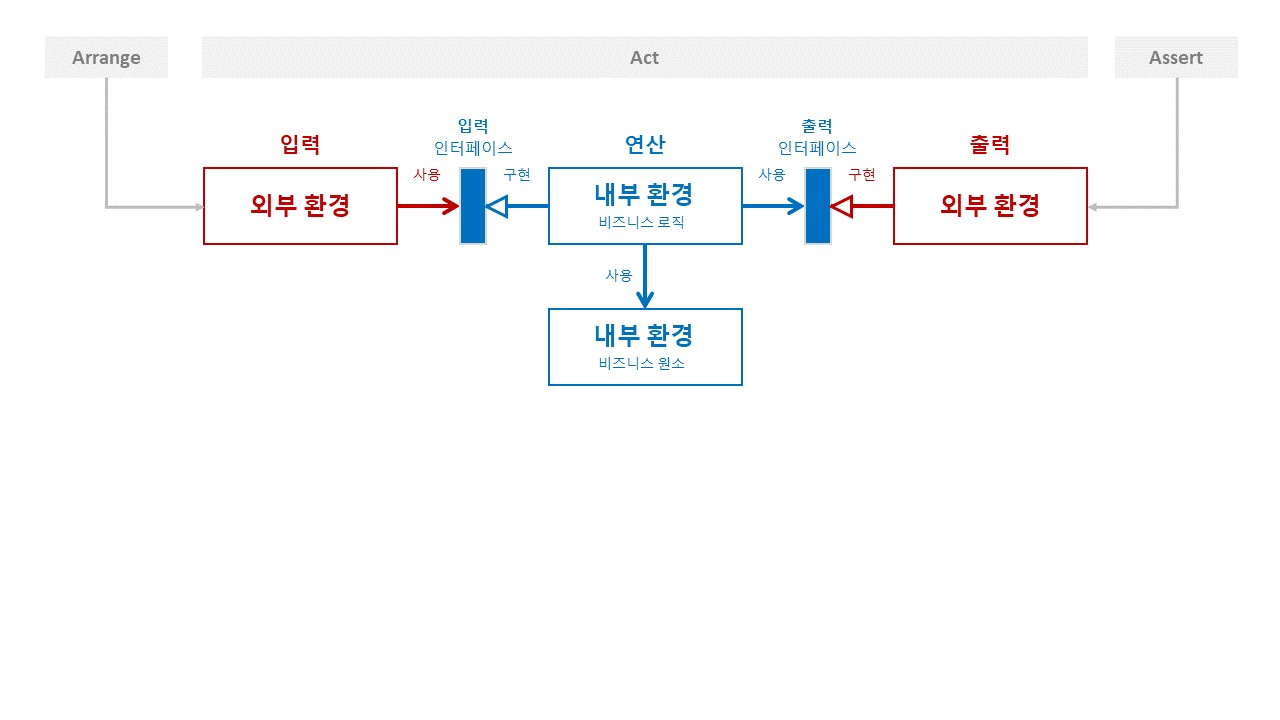 Arrange
Act
Assert
입력
입력
인터페이스
연산
출력
인터페이스
출력
외부 환경
사용
구현
내부 환경
비즈니스 로직
사용
구현
외부 환경
사용
내부 환경
비즈니스 원소